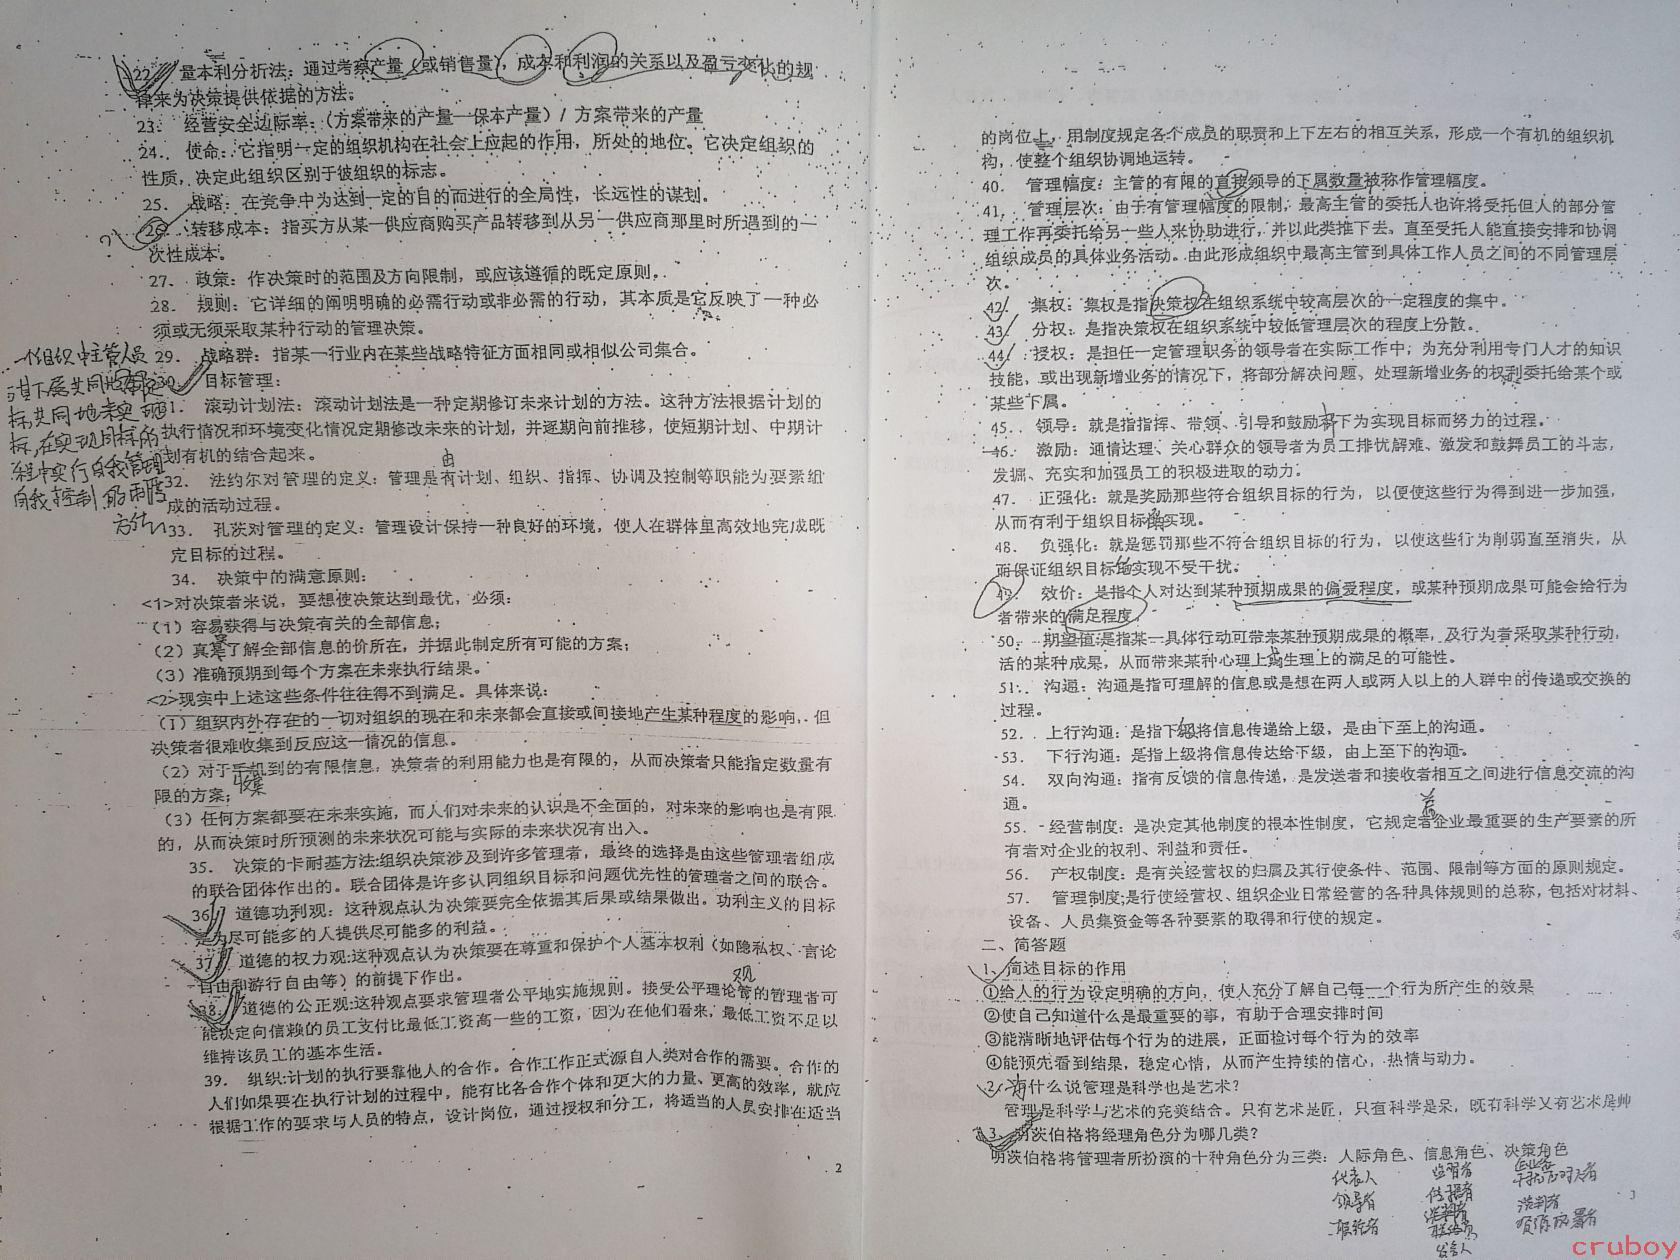 22. 量本利分析法：通过考察产量（或销售量），成本和利润的关系以及盈亏变化的规
律来为决策提供依据的方法。
23. 经营安全边际率：（方案带来的产量—保本产量）/ 方案带来的产量
24. 使命：它指明一定的组织机构在社会上应起的作用，所处的地位。它决定组织的
性质，决定此组织区别于彼组织的标志。
25. 战略：在竞争中为达到一定的目的而进行的全局性，长远性的谋划。
26. 转移成本：指买方从某一供应商购买产品转移到从另一供应商那里时所遇到的一
次性成本。
27. 政策：作决策时的范围及方向限制，或应该遵循的既定原则。
28. 规则：它详细的阐明明确的必需行动或非必需的行动，其本质是它反映了一种必
须或无须采取某种行动的管理决策。
29. 战略群：指某一行业内在某些战略特征方面相同或相似公司集合。
30. 目标管理：
一个组织中主管人员
与其下属共同地制定
标，共同地来实现
标，在实现目标的
程中实行自我管理
自我控制的
方法
31. 滚动计划法：滚动计划法是一种定期修订未来计划的方法。这种方法根据计划的
执行情况和环境变化情况定期修改未来的计划，并逐期向前推移，使短期计划、中期计
划有机的结合起来。
由
32. 法约尔对管理的定义：管理是有计划、组织、指挥、协调及控制等职能为要素组
成的活动过程。
33. 孔茨对管理的定义：管理设计保持一种良好的环境，使人在群体里高效地完成既
定目标的过程。
34. 决策中的满意原则：
<1>对决策者来说，要想使决策达到最优，必须：
（1）容易获得与决策有关的全部信息；
（2）真象了解全部信息的价所在，并据此制定所有可能的方案；
（3）准确预期到每个方案在未来执行结果。
<2>现实中上述这些条件往往得不到满足。具体来说：
（1）组织内外存在的一切对组织的现在和未来都会直接或间接地产生某种程度的影响，但
决策者很难收集到反应这一情况的信息。
（2）对于手机到的有限信息，决策者的利用能力也是有限的，从而决策者只能指定数量有
限的方案；收集
（3）任何方案都要在未来实施，而人们对未来的认识是不全面的，对未来的影响也是有限
的，从而决策时所预测的未来状况可能与实际的未来状况有出入。
35. 决策的卡耐基方法:组织决策涉及到许多管理者，最终的选择是由这些管理者组成
的联合团体作出的。联合团体是许多认同组织目标和问题优先性的管理者之间的联合。
36. 道德功利观：这种观点认为决策要完全依据其后果或结果做出。功利主义的目标
是为尽可能多的人提供尽可能多的利益。
37. 道德的权力观:这种观点认为决策要在尊重和保护个人基本权利（如隐私权、言论
自由和游行自由等）的前提下作出。
观
38. 道德的公正观:这种观点要求管理者公平地实施规则。接受公平理论管的管理者可
能决定向信赖的员工支付比最低工资高一些的工资，因为在他们看来，最低工资不足以
维持该员工的基本生活。
39. 组织:计划的执行要靠他人的合作。合作工作正式源自人类对合作的需要。合作的
人们如果要在执行计划的过程中，能有比各合作个体和更大的力量、更高的效率，就应
根据工作的要求与人员的特点，设计岗位，通过授权和分工，将适当的人员安排在适当
2
的岗位上，用制度规定各个成员的职责和上下左右的相互关系，形成一个有机的组织机
构，使整个组织协调地运转。
40. 管理幅度：主管的有限的直接领导的下属数量被称作管理幅度。
41. 管理层次：由于有管理幅度的限制，最高主管的委托人也许将受托但人的部分管
理工作再委托给另一些人来协助进行，并以此类推下去，直至受托人能直接安排和协调
组织成员的具体业务活动。由此形成组织中最高主管到具体工作人员之间的不同管理层
次。
42. 集权：集权是指决策权在组织系统中较高层次的一定程度的集中。
43. 分权：是指决策权在组织系统中较低管理层次的程度上分散。
44. 授权：是担任一定管理职务的领导者在实际工作中；为充分利用专门人才的知识
技能，或出现新增业务的情况下，将部分解决问题、处理新增业务的权利委托给某个或
某些下属。
45. 领导：就是指指挥、带领、引导和鼓励部下为实现目标而努力的过程。
46. 激励：通情达理、关心群众的领导者为员工排忧解难、激发和鼓舞员工的斗志，
发掘、充实和加强员工的积极进取的动力。
47. 正强化：就是奖励那些符合组织目标的行为，以便使这些行为得到进一步加强，
从而有利于组织目标的实现。
48. 负强化：就是惩罚那些不符合组织目标的行为，以使这些行为削弱直至消失，从
而保证组织目标的实现不受干扰。
49. 效价：是指个人对达到某种预期成果的偏爱程度，或某种预期成果可能会给行为
者带来的满足程度。
50. 期望值:是指某一具体行动可带来某种预期成果的概率，及行为者采取某种行动，
活的某种成果，从而带来某种心理上或生理上的满足的可能性。
51. 沟通：沟通是指可理解的信息或是想在两人或两人以上的人群中的传递或交换的
过程。
52. 上行沟通：是指下级将信息传递给上级，是由下至上的沟通。
53. 下行沟通：是指上级将信息传达给下级，由上至下的沟通。
54. 双向沟通：指有反馈的信息传递，是发送者和接收者相互之间进行信息交流的沟
通。
55. 经营制度：是决定其他制度的根本性制度，它规定者企业最重要的生产要素的所
有者对企业的权利、利益和责任。
56. 产权制度：是有关经营权的归属及其行使条件、范围、限制等方面的原则规定。
57. 管理制度:是行使经营权、组织企业日常经营的各种具体规则的总称，包括对材料、
设备、人员集资金等各种要素的取得和行使的规定。
二、简答题
1、简述目标的作用
①给人的行为设定明确的方向，使人充分了解自己每一个行为所产生的效果
②使自己知道什么是最重要的事，有助于合理安排时间
③能清晰地评估每个行为的进展，正面检讨每个行为的效率
④能预先看到结果，稳定心情，从而产生持续的信心，热情与动力。
2、为什么说管理是科学也是艺术？
管理是科学与艺术的完美结合。只有艺术是匠，只有科学是呆，既有科学又有艺术是帅
3、明茨伯格将经理角色分为哪几类？
明茨伯格将管理者所扮演的十种角色分为三类：人际角色、信息角色、决策角色
代表人 监督者 企业家
领导者 传播者 干扰应对者
联络者 发言人 谈判者
资源分配者
3
cruboy